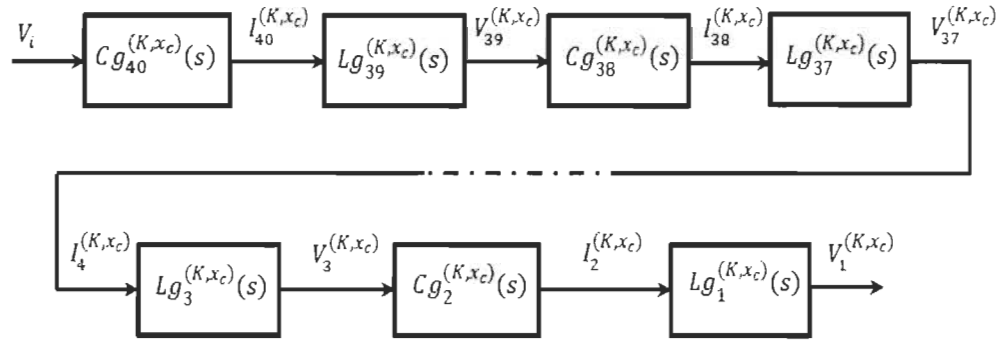 V_i I_{40}^{(K,x_c)} V_{39}^{(K,x_c)} I_{38}^{(K,x_c)} V_{37}^{(K,x_c)}
Cg_{40}^{(K,x_c)}(s) Lg_{39}^{(K,x_c)}(s) Cg_{38}^{(K,x_c)}(s) Lg_{37}^{(K,x_c)}(s)
I_4^{(K,x_c)} V_3^{(K,x_c)} I_2^{(K,x_c)} V_1^{(K,x_c)}
Lg_3^{(K,x_c)}(s) Cg_2^{(K,x_c)}(s) Lg_1^{(K,x_c)}(s)